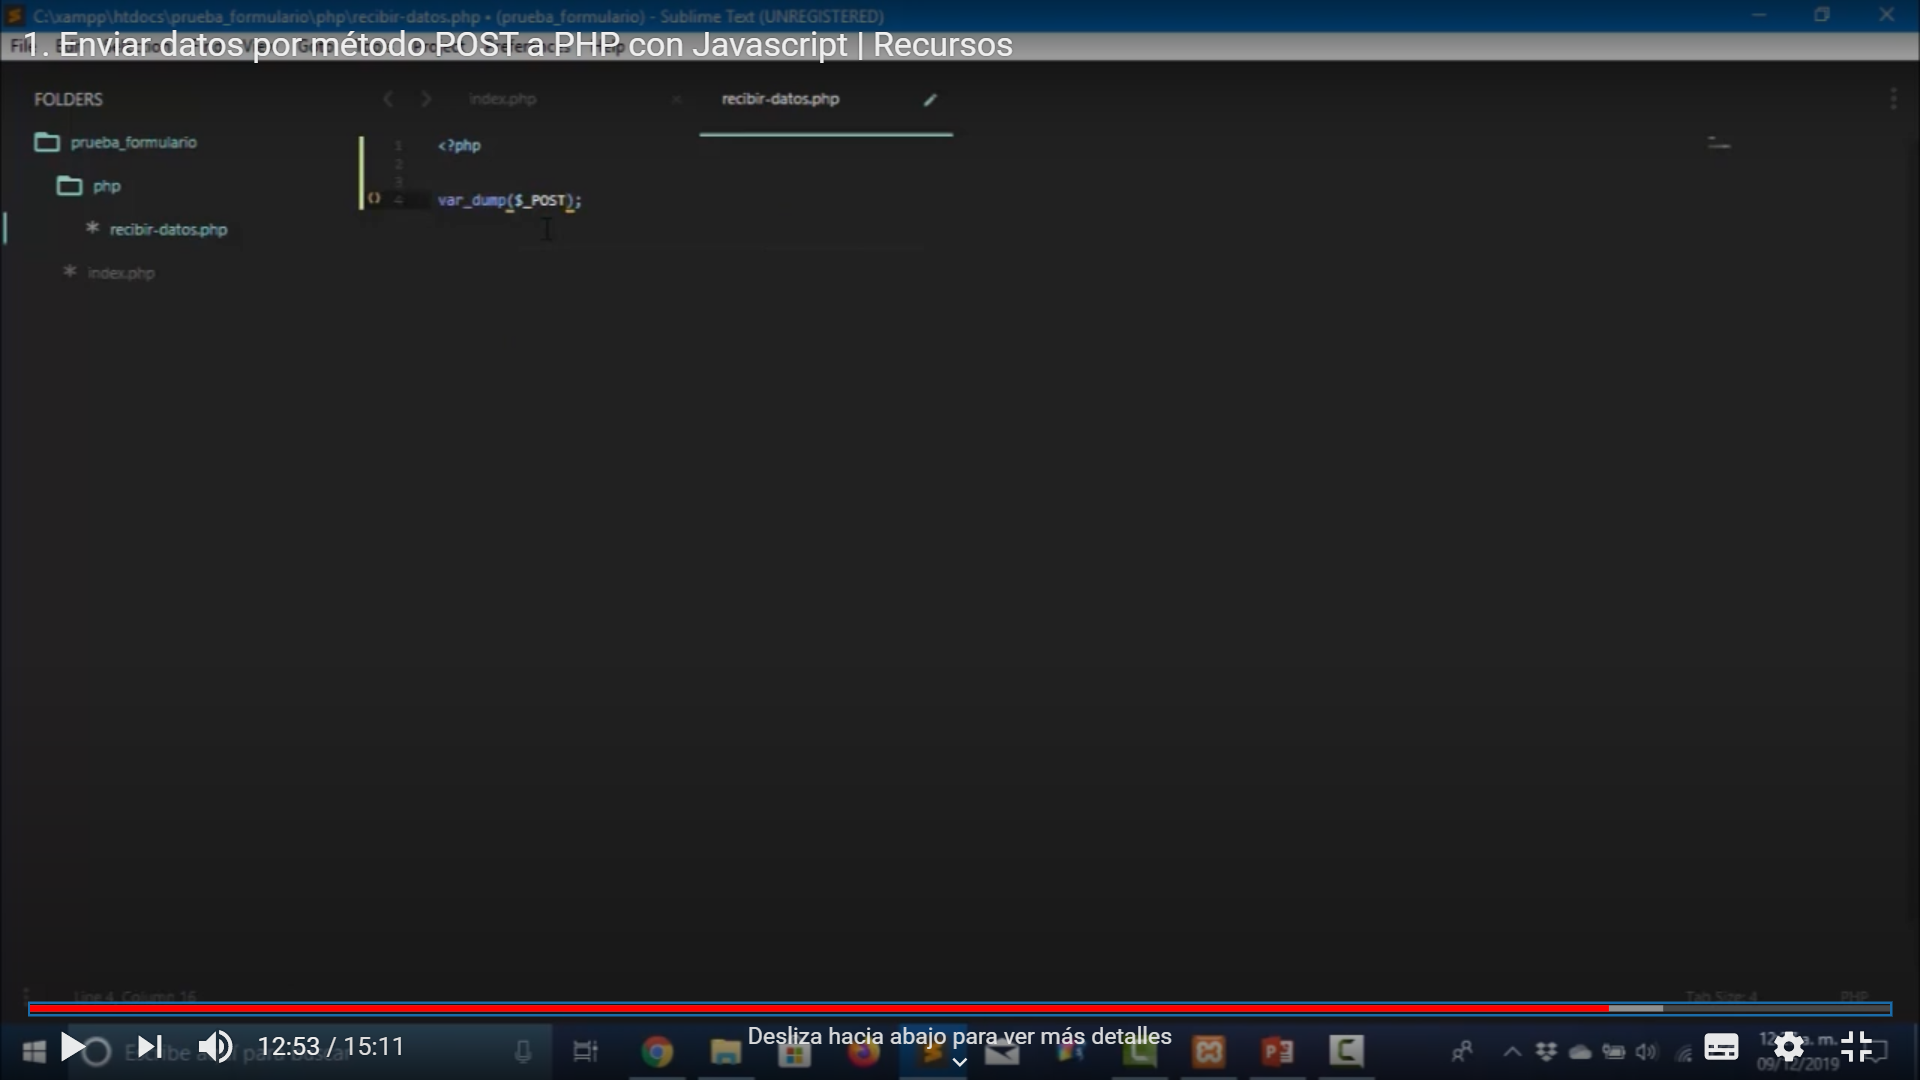 C:\xampp\htdocs\prueba_formulario\php\recibir-datos.php • (prueba_formulario) - Sublime Text (UNREGISTERED)
1. Enviar datos por método POST a PHP con Javascript | Recursos
FOLDERS
index.php
recibir-datos.php
prueba_formulario
php
recibir-datos.php
index.php
1
<?php
2
3
4
var_dump($_POST);
Line 4, Column 16
Tab Size: 4
PHP
12:53 / 15:11
Desliza hacia abajo para ver más detalles
09/12/2019